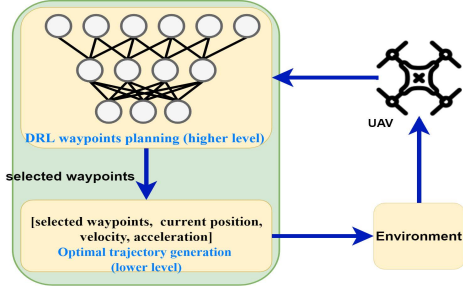 DRL waypoints planning (higher level)
UAV
selected waypoints
[selected waypoints, current position,
velocity, acceleration]
Optimal trajectory generation
(lower level)
Environment